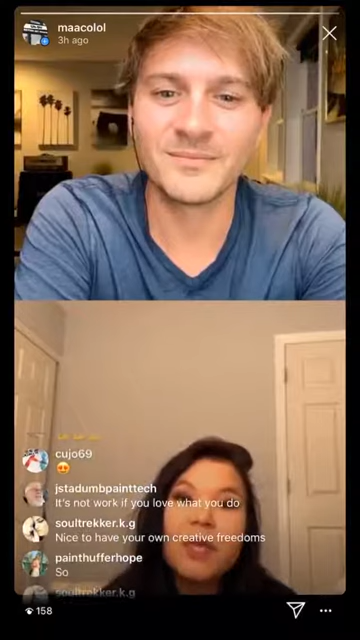 maacolol
3h ago
cujo69
😍
jstadumbpainttech
It's not work if you love what you do
soultrekker.k.g
Nice to have your own creative freedoms
painthufferhope
So
soultrekker.k.g
158